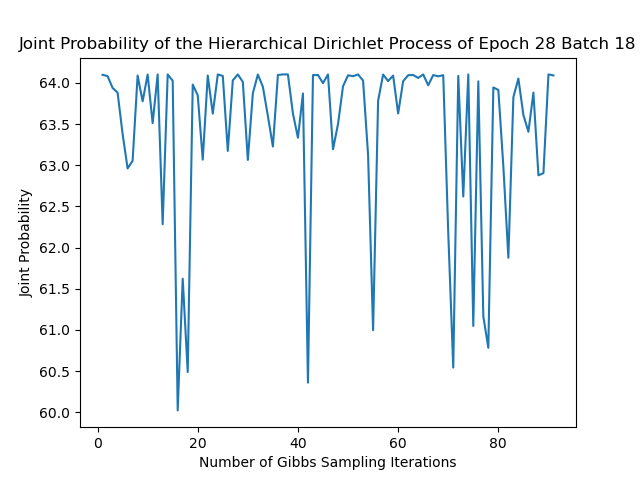 Joint Probability of the Hierarchical Dirichlet Process of Epoch 28 Batch 18
64.0
63.5
63.0
62.5
62.0
61.5
61.0
60.5
60.0
Joint Probability
0 20 40 60 80
Number of Gibbs Sampling Iterations